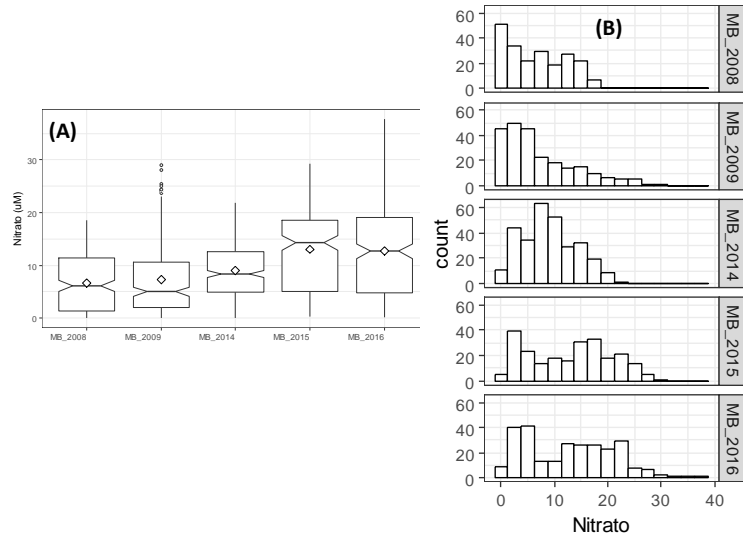 (A)
Nitrato (uM)
30
20
10
0
MB_2008
MB_2009
MB_2014
MB_2015
MB_2016
(B)
count
60
40
20
0
MB_2008
60
40
20
0
MB_2009
60
40
20
0
MB_2014
60
40
20
0
MB_2015
60
40
20
0
MB_2016
0 10 20 30 40
Nitrato